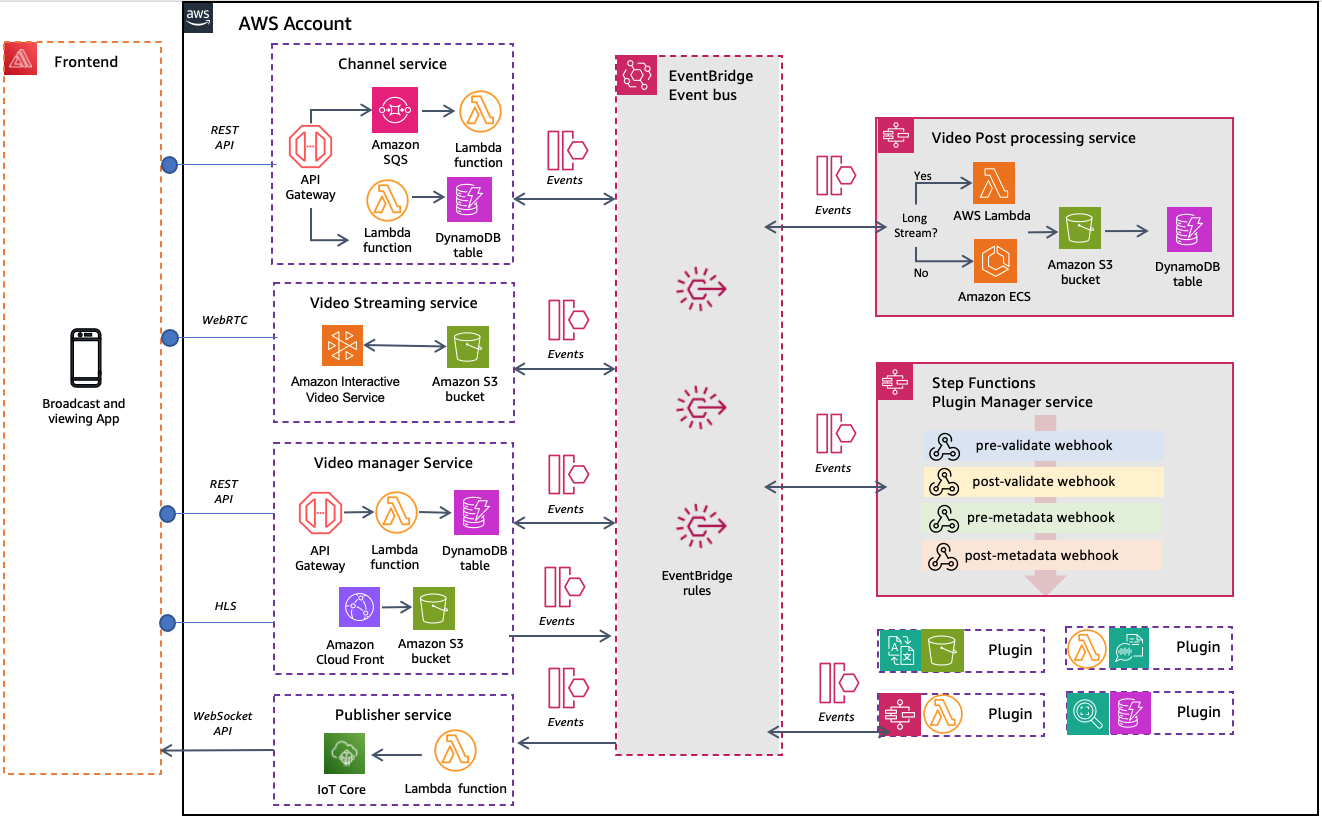 aws
AWS Account
Frontend
Broadcast and
viewing App
REST
API
WebRTC
REST
API
HLS
WebSocket
API
Channel service
API
Gateway
Amazon
SQS
Lambda
function
Lambda
function
DynamoDB
table
Events
Video Streaming service
Amazon Interactive
Video Service
Amazon S3
bucket
Events
Video manager Service
API
Gateway
Lambda
function
DynamoDB
table
Amazon
Cloud Front
Amazon S3
bucket
Events
Events
Publisher service
IoT Core
Lambda function
Events
EventBridge
Event bus
EventBridge
rules
Events
Video Post processing service
Long
Stream?
Yes
No
AWS Lambda
Amazon ECS
Amazon S3
bucket
DynamoDB
table
Events
Step Functions
Plugin Manager service
pre-validate webhook
post-validate webhook
pre-metadata webhook
post-metadata webhook
Events
Plugin
Plugin
Plugin
Plugin